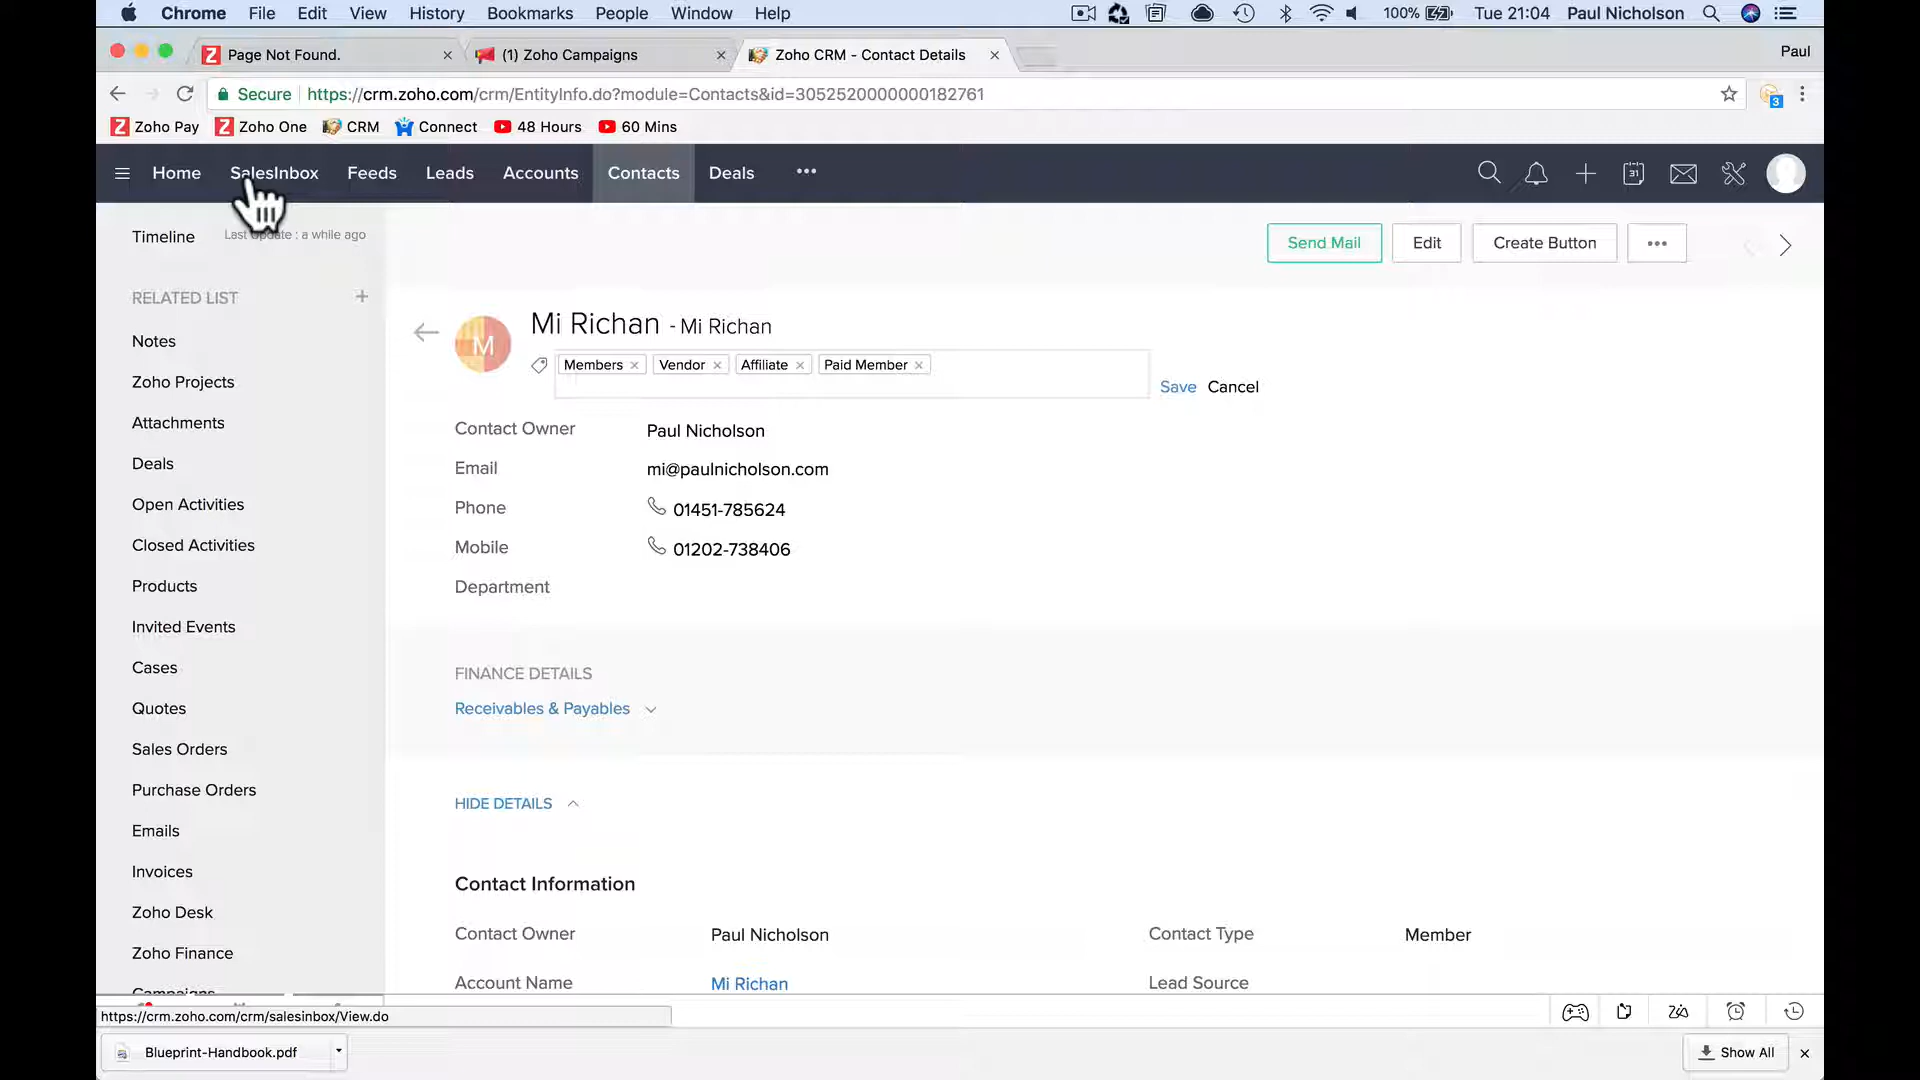 Chrome File Edit View History Bookmarks People Window Help 100% Tue 21:04 Paul Nicholson
Page Not Found. (1) Zoho Campaigns Zoho CRM - Contact Details Paul
Secure https://crm.zoho.com/crm/EntityInfo.do?module=Contacts&id=3052520000000182761 3
Zoho Pay Zoho One CRM Connect 48 Hours 60 Mins
Home SalesInbox Feeds Leads Accounts Contacts Deals ••• 31
Timeline Last Update : a while ago
Send Mail Edit Create Button •••
RELATED LIST +
Notes
Zoho Projects
Attachments
Deals
Open Activities
Closed Activities
Products
Invited Events
Cases
Quotes
Sales Orders
Purchase Orders
Emails
Invoices
Zoho Desk
Zoho Finance
Campaigns
M
Mi Richan - Mi Richan
Members × Vendor × Affiliate × Paid Member ×
Save Cancel
Contact Owner Paul Nicholson
Email mi@paulnicholson.com
Phone 01451-785624
Mobile 01202-738406
Department
FINANCE DETAILS
Receivables & Payables
HIDE DETAILS
Contact Information
Contact Owner Paul Nicholson Contact Type Member
Account Name Mi Richan Lead Source
https://crm.zoho.com/crm/salesinbox/View.do
Blueprint-Handbook.pdf Show All